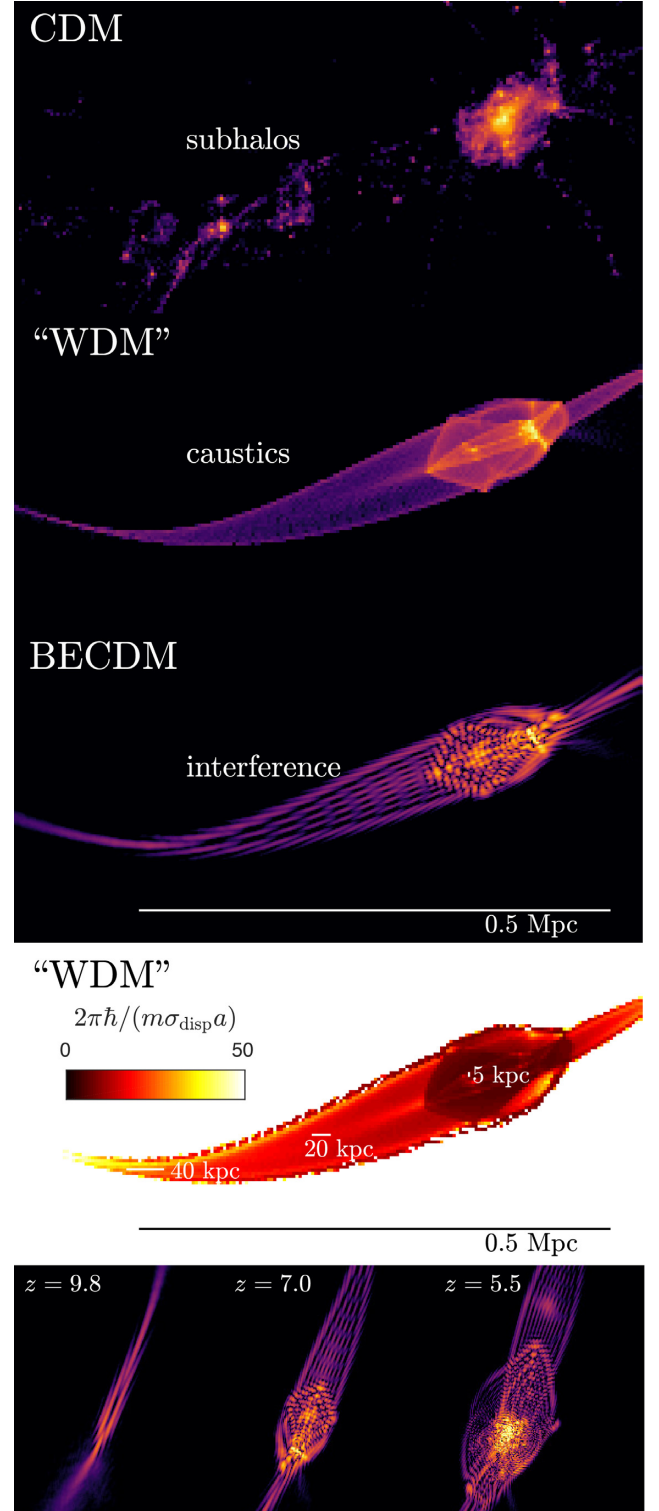 CDM
subhalos
“WDM”
caustics
BECDM
interference
0.5 Mpc
“WDM”
2πħ/(mσ_disp a)
0 50
5 kpc
20 kpc
40 kpc
0.5 Mpc
z = 9.8 z = 7.0 z = 5.5